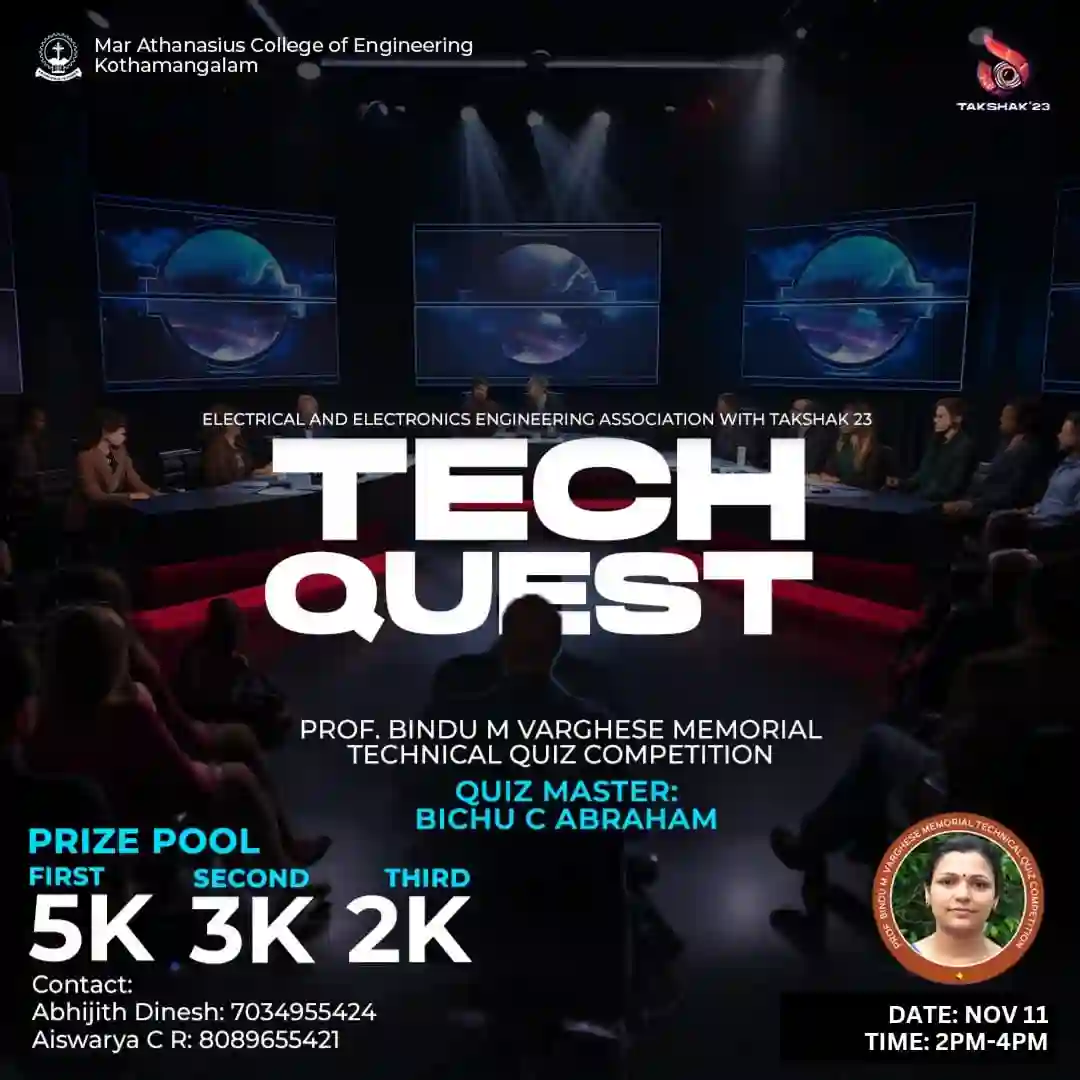 Mar Athanasius College of Engineering
Kothamangalam
TAKSHAK'23
ELECTRICAL AND ELECTRONICS ENGINEERING ASSOCIATION WITH TAKSHAK 23
TECH
QUEST
PROF. BINDU M VARGHESE MEMORIAL
TECHNICAL QUIZ COMPETITION
QUIZ MASTER:
BICHU C ABRAHAM
PRIZE POOL
FIRST SECOND THIRD
5K 3K 2K
Contact:
Abhijith Dinesh: 7034955424
Aiswarya C R: 8089655421
PROF. BINDU M VARGHESE MEMORIAL TECHNICAL QUIZ COMPETITION
DATE: NOV 11
TIME: 2PM-4PM